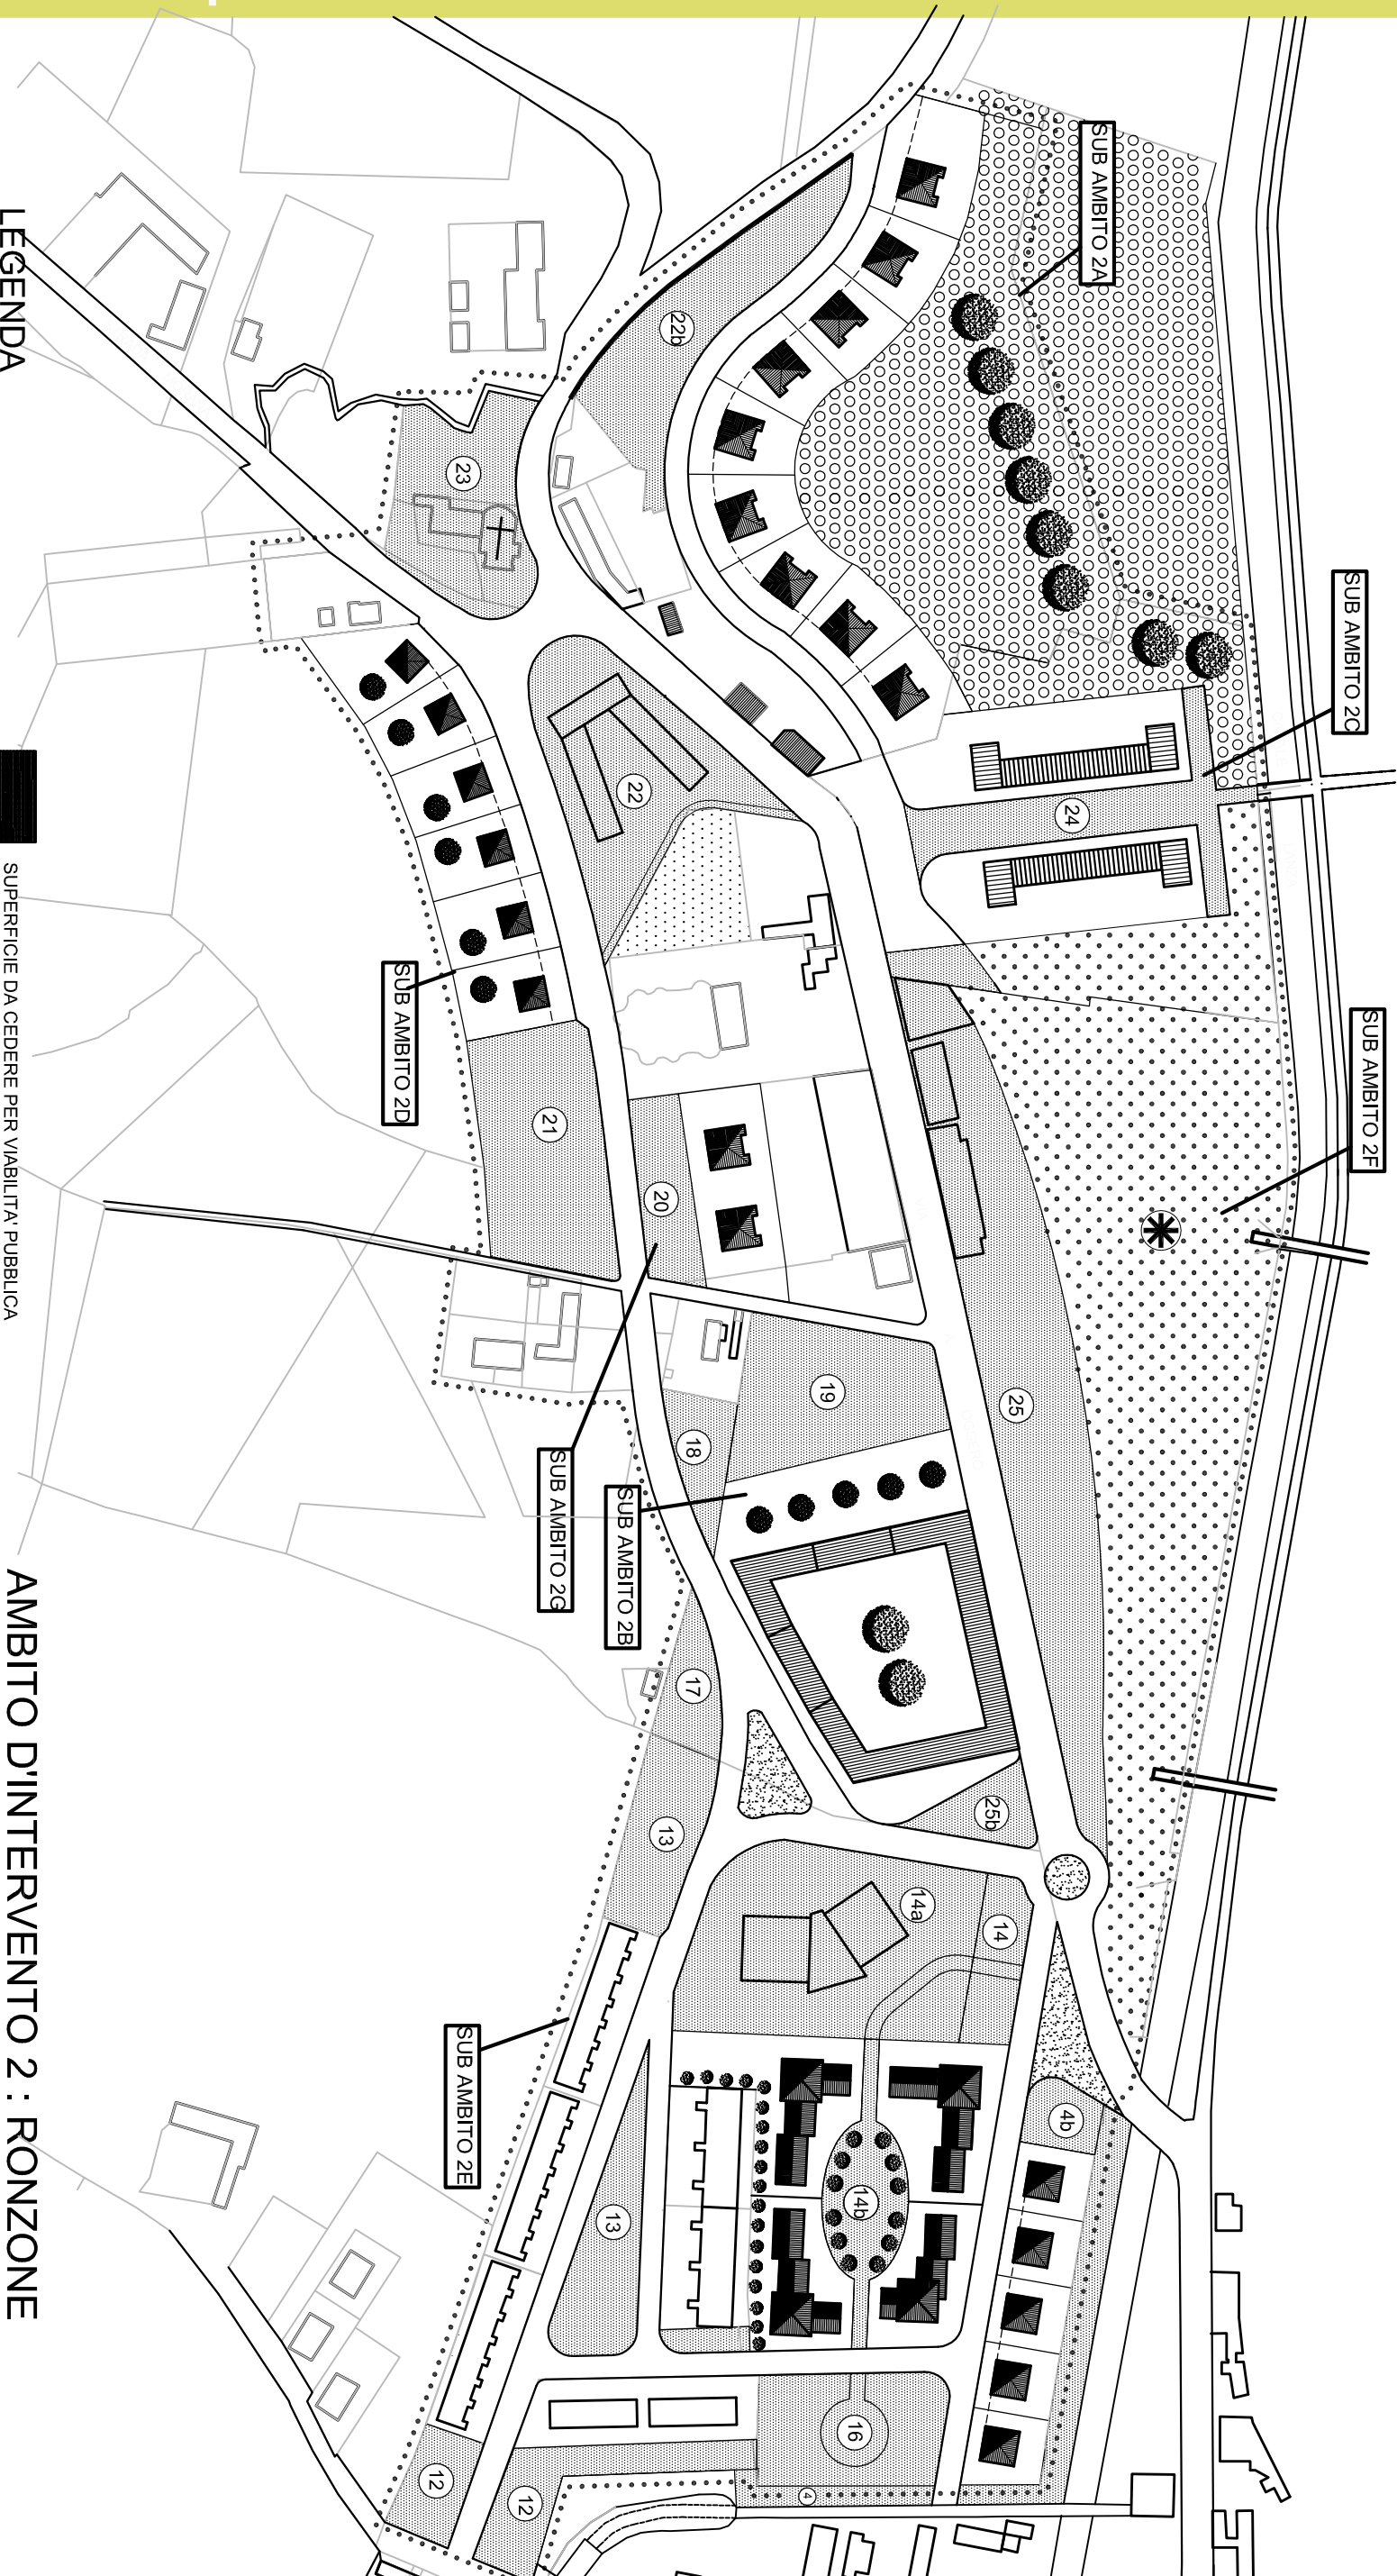 SUB AMBITO 2A
SUB AMBITO 2C
SUB AMBITO 2F
22b
23
24
22
SUB AMBITO 2D
21
20
25
19
18
SUB AMBITO 2G
SUB AMBITO 2B
17
25b
13
14a
14
SUB AMBITO 2E
4b
14b
13
16
12
12
4
LEGENDA
SUPERFICIE DA CEDERE PER VIABILITA' PUBBLICA
AMBITO D'INTERVENTO 2 : RONZONE